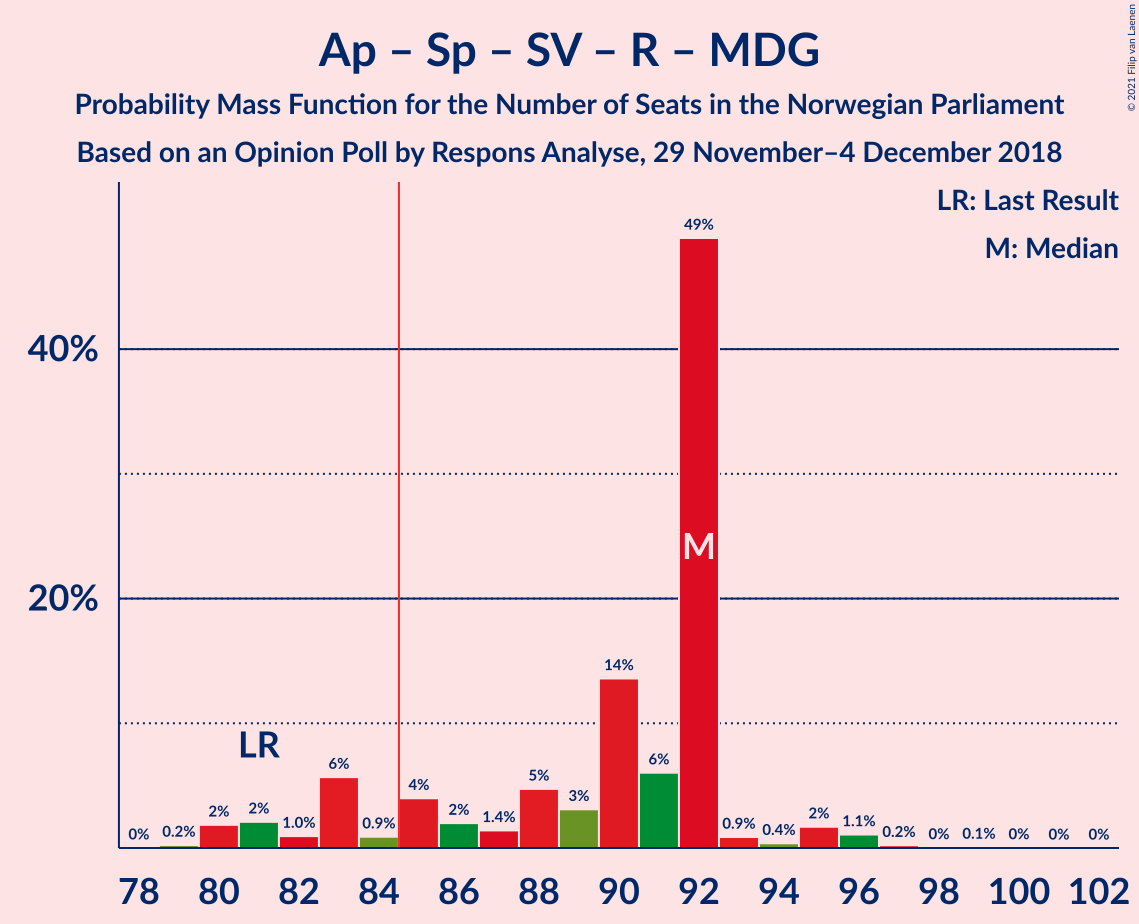 Ap – Sp – SV – R – MDG
Probability Mass Function for the Number of Seats in the Norwegian Parliament
Based on an Opinion Poll by Respons Analyse, 29 November–4 December 2018
© 2021 Filip van Laenen
LR: Last Result
M: Median
49%
40%
M
20%
14%
LR
0% 0.2% 2% 2% 1.0% 6% 0.9% 4% 2% 1.4% 5% 3% 6% 0.9% 0.4% 2% 1.1% 0.2% 0% 0.1% 0% 0% 0%
78 80 82 84 86 88 90 92 94 96 98 100 102